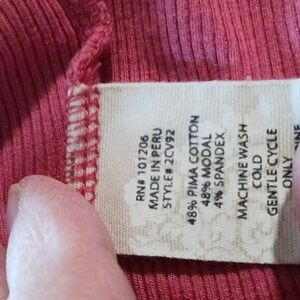 RN# 101206
MADE IN PERU
STYLE# 2CV92
48% PIMA COTTON
48% MODAL
4% SPANDEX
MACHINE WASH
COLD
GENTLE CYCLE
ONLY